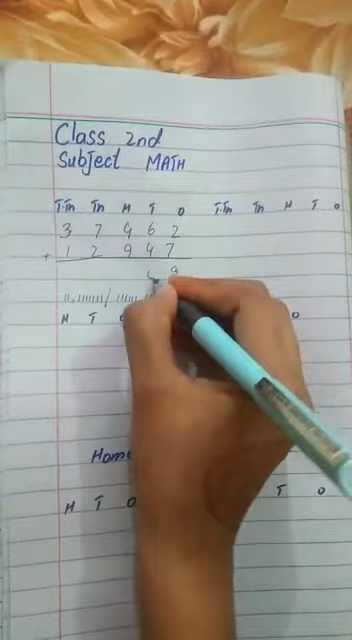 Class 2nd
Subject MATH
T.Th Th H T O T.Th Th H T O
3 7 4 6 2
+ 1 2 9 4 7
9
H T O
Home
H T O T O